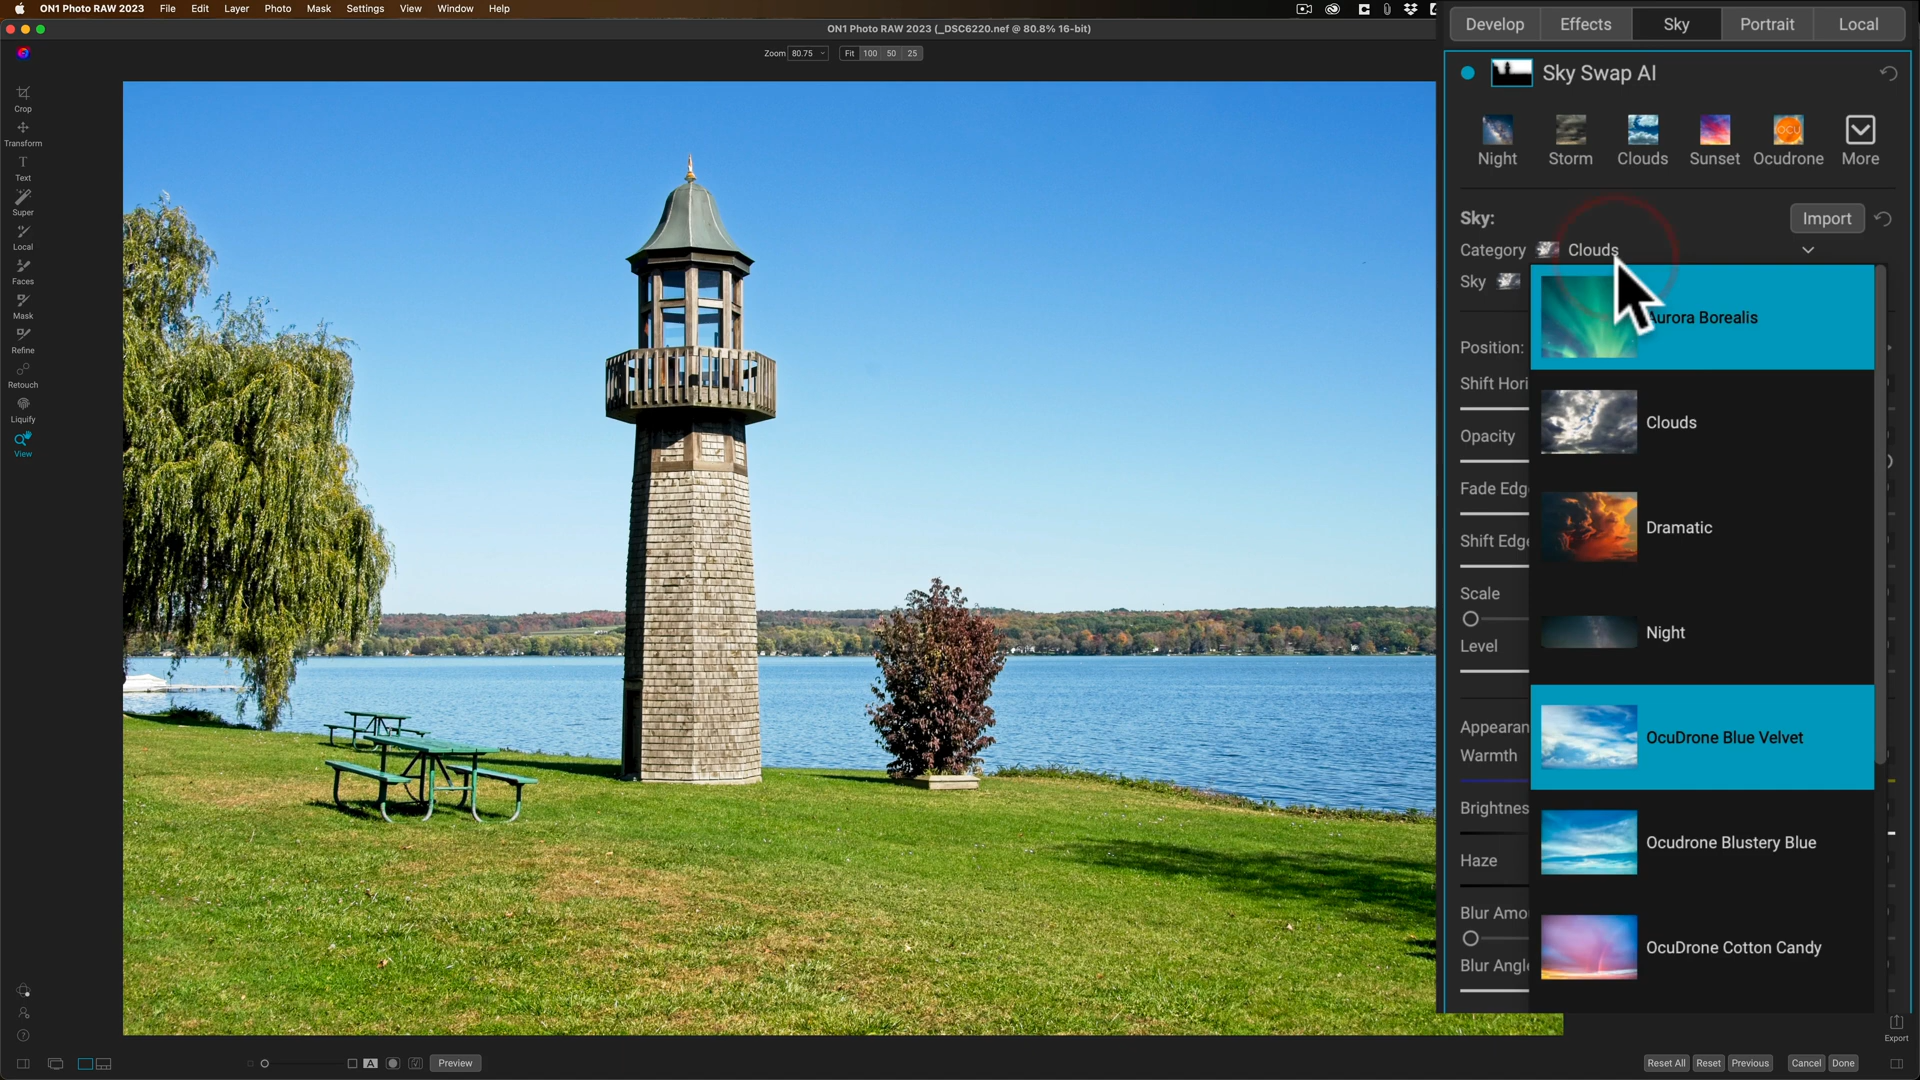 ON1 Photo RAW 2023 File Edit Layer Photo Mask Settings View Window Help
ON1 Photo RAW 2023 (_DSC6220.nef @ 80.8% 16-bit)
Zoom 80.75 Fit 100 50 25
Crop
Transform
Text
Super
Local
Faces
Mask
Refine
Retouch
Liquify
View
Develop Effects Sky Portrait Local
Sky Swap AI
Night Storm Clouds Sunset Ocudrone More
Sky: Import
Category Clouds
Sky
Aurora Borealis
Position:
Shift Hori
Clouds
Opacity
Fade Edg
Dramatic
Shift Edge
Scale
Night
Level
Appearan
OcuDrone Blue Velvet
Warmth
Brightnes
Ocudrone Blustery Blue
Haze
Blur Amo
OcuDrone Cotton Candy
Blur Angle
Export
A Preview Reset All Reset Previous Cancel Done